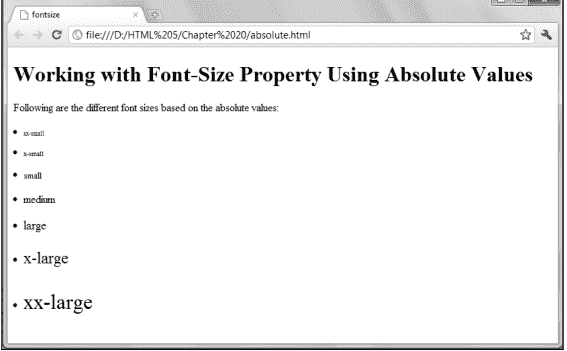 fontsize
file:///D:/HTML%205/Chapter%2020/absolute.html
Working with Font-Size Property Using Absolute Values
Following are the different font sizes based on the absolute values:
• xx-small
• x-small
• small
• medium
• large
• x-large
• xx-large